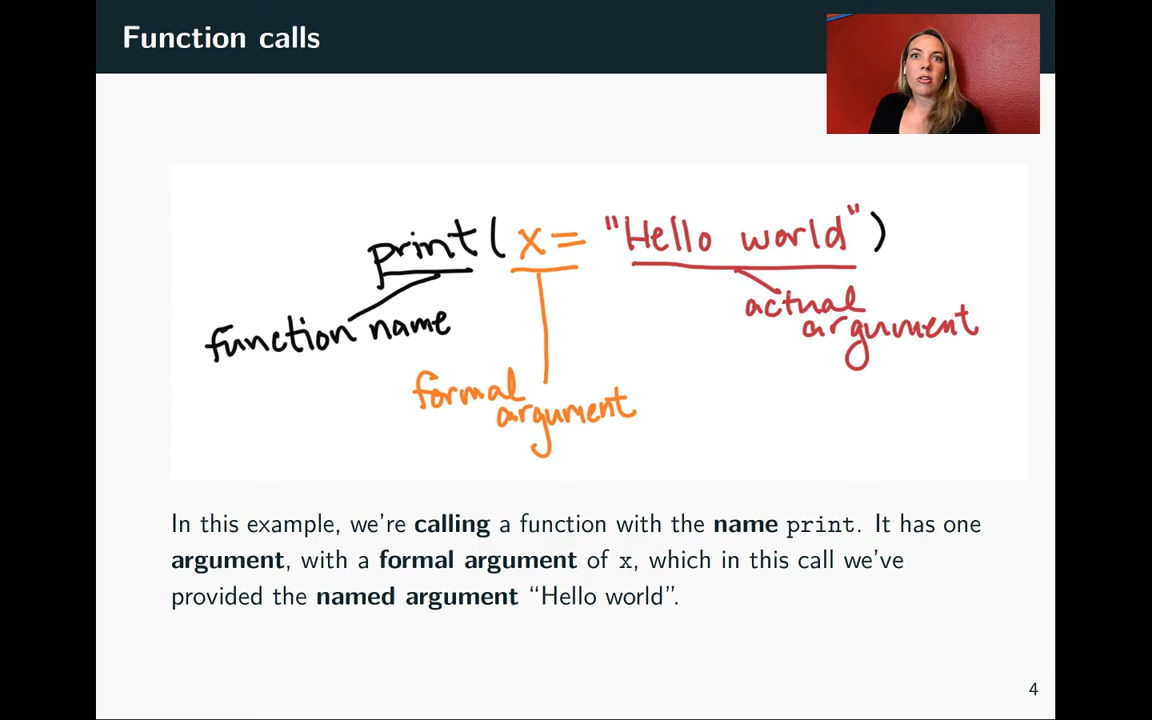 Function calls
print( x= "Hello world" )
function name
actual
argument
formal
argument
In this example, we're calling a function with the name print. It has one
argument, with a formal argument of x, which in this call we've
provided the named argument “Hello world”.
4